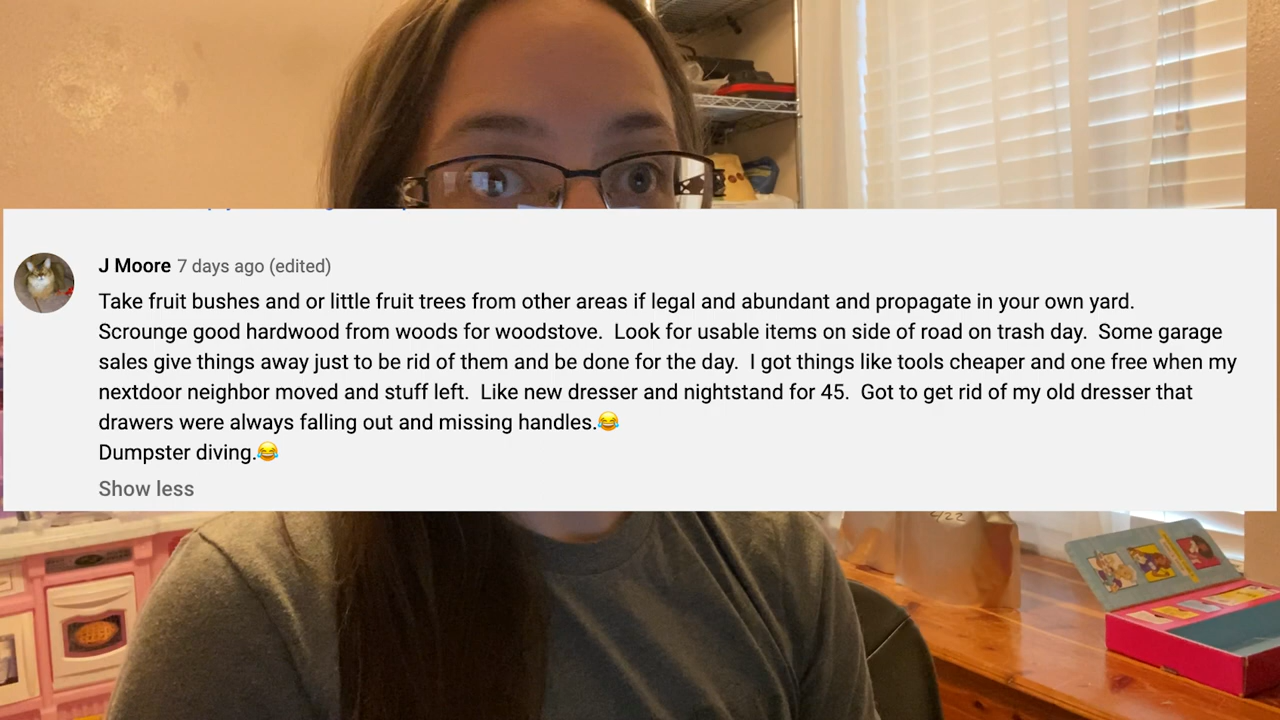 J Moore 7 days ago (edited)
Take fruit bushes and or little fruit trees from other areas if legal and abundant and propagate in your own yard.
Scrounge good hardwood from woods for woodstove.  Look for usable items on side of road on trash day.  Some garage
sales give things away just to be rid of them and be done for the day.  I got things like tools cheaper and one free when my
nextdoor neighbor moved and stuff left.  Like new dresser and nightstand for 45.  Got to get rid of my old dresser that
drawers were always falling out and missing handles.😂
Dumpster diving.😂
Show less